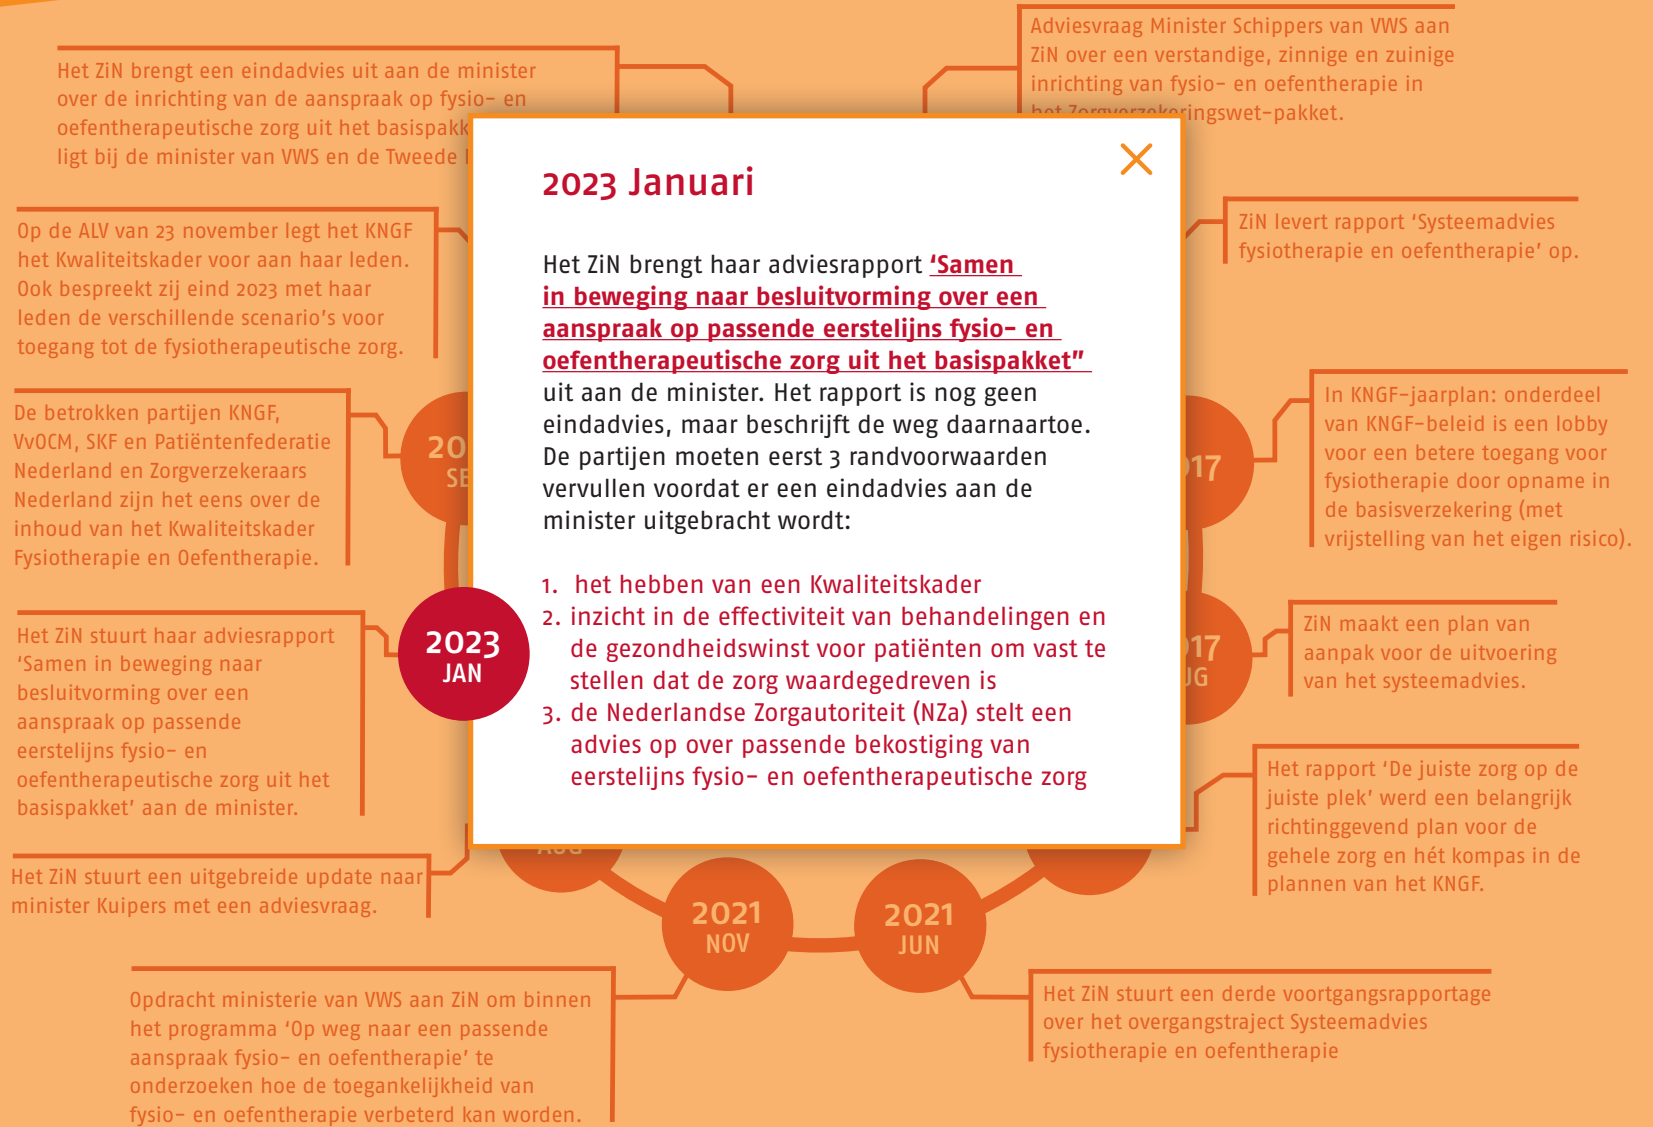 Het ZiN brengt een eindadvies uit aan de minister
over de inrichting van de aanspraak op fysio- en
oefentherapeutische zorg uit het
ligt bij de minister van VWS en de Tweede
Op de ALV van 23 november legt het KNGF
het Kwaliteitskader voor aan haar leden.
Ook bespreekt zij eind 2023 met haar
leden de verschillende scenario's voor
toegang tot de fysiotherapeutische zorg.
De betrokken partijen KNGF,
VvOCM, SKF en Patiëntenfederatie
Nederland en Zorgverzekeraars
Nederland zijn het eens over de
inhoud van het Kwaliteitskader
Fysiotherapie en Oefentherapie.
Het ZiN stuurt haar adviesrapport
'Samen in beweging naar
besluitvorming over een
aanspraak op passende
eerstelijns fysio- en
oefentherapeutische zorg uit het
basispakket' aan de minister.
Het ZiN stuurt een uitgebreide update naar
minister Kuipers met een adviesvraag.
Opdracht ministerie van VWS aan ZiN om binnen
het programma 'Op weg naar een passende
aanspraak fysio- en oefentherapie' te
onderzoeken hoe de toegankelijkheid van
fysio- en oefentherapie verbeterd kan worden.
2023
JAN
2023 Januari
Het ZiN brengt haar adviesrapport 'Samen
in beweging naar besluitvorming over een
aanspraak op passende eerstelijns fysio- en
oefentherapeutische zorg uit het basispakket”
uit aan de minister. Het rapport is nog geen
eindadvies, maar beschrijft de weg daarnaartoe.
De partijen moeten eerst 3 randvoorwaarden
vervullen voordat er een eindadvies aan de
minister uitgebracht wordt:
1. het hebben van een Kwaliteitskader
2. inzicht in de effectiviteit van behandelingen en
de gezondheidswinst voor patiënten om vast te
stellen dat de zorg waardegedreven is
3. de Nederlandse Zorgautoriteit (NZa) stelt een
advies op over passende bekostiging van
eerstelijns fysio- en oefentherapeutische zorg
2021
NOV
2021
JUN
Adviesvraag Minister Schippers van VWS aan
ZiN over een verstandige, zinnige en zuinige
inrichting van fysio- en oefentherapie in
het Zorgverzekeringswet-pakket.
ZiN levert rapport 'Systeemadvies
fysiotherapie en oefentherapie' op.
In KNGF-jaarplan: onderdeel
van KNGF-beleid is een lobby
voor een betere toegang voor
fysiotherapie door opname in
de basisverzekering (met
vrijstelling van het eigen risico).
ZiN maakt een plan van
aanpak voor de uitvoering
van het systeemadvies.
Het rapport 'De juiste zorg op de
juiste plek' werd een belangrijk
richtinggevend plan voor de
gehele zorg en hét kompas in de
plannen van het KNGF.
Het ZiN stuurt een derde voortgangsrapportage
over het overgangstraject Systeemadvies
fysiotherapie en oefentherapie